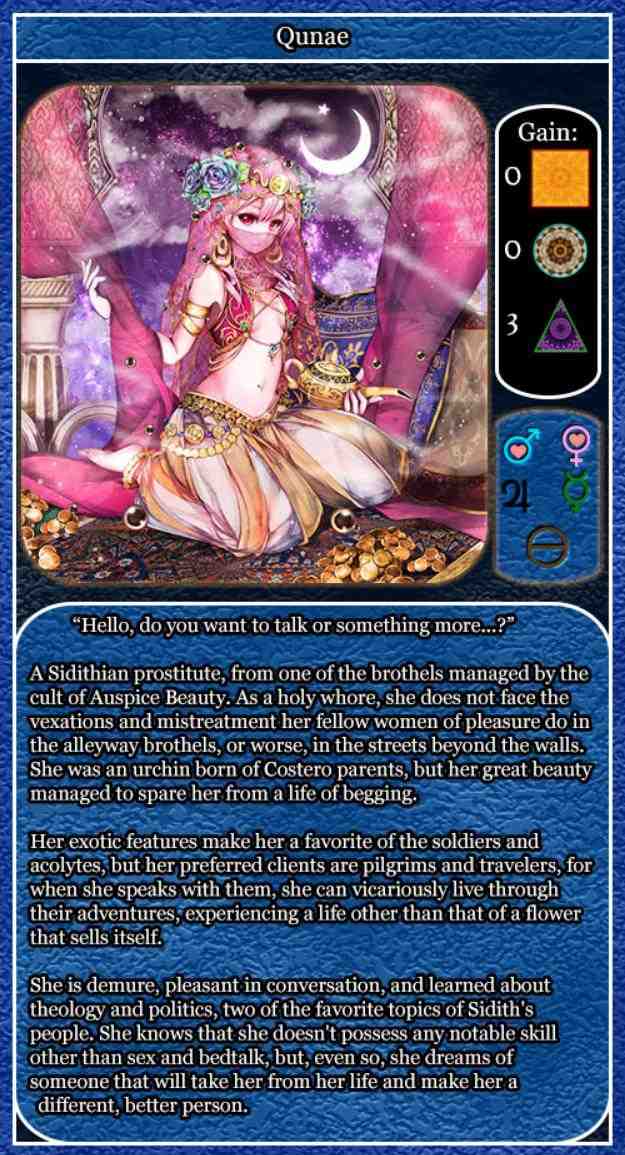 Qunae
Gain:
0
0
3
“Hello, do you want to talk or something more...?”
A Sidithian prostitute, from one of the brothels managed by the
cult of Auspice Beauty. As a holy whore, she does not face the
vexations and mistreatment her fellow women of pleasure do in
the alleyway brothels, or worse, in the streets beyond the walls.
She was an urchin born of Costero parents, but her great beauty
managed to spare her from a life of begging.
Her exotic features make her a favorite of the soldiers and
acolytes, but her preferred clients are pilgrims and travelers, for
when she speaks with them, she can vicariously live through
their adventures, experiencing a life other than that of a flower
that sells itself.
She is demure, pleasant in conversation, and learned about
theology and politics, two of the favorite topics of Sidith's
people. She knows that she doesn't possess any notable skill
other than sex and bedtalk, but, even so, she dreams of
someone that will take her from her life and make her a
different, better person.